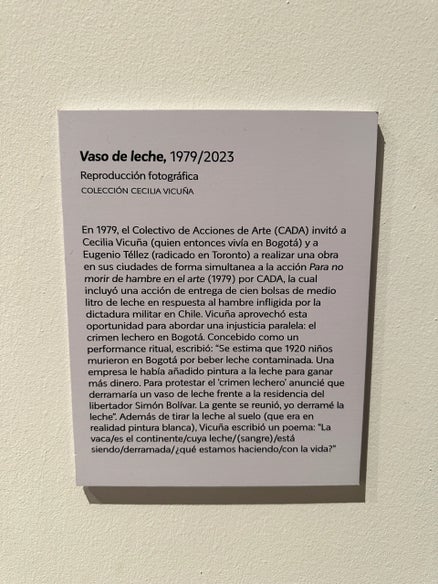 Vaso de leche, 1979/2023
Reproducción fotográfica
COLECCIÓN CECILIA VICUÑA
En 1979, el Colectivo de Acciones de Arte (CADA) invitó a
Cecilia Vicuña (quien entonces vivía en Bogotá) y a
Eugenio Téllez (radicado en Toronto) a realizar una obra
en sus ciudades de forma simultanea a la acción Para no
morir de hambre en el arte (1979) por CADA, la cual
incluyó una acción de entrega de cien bolsas de medio
litro de leche en respuesta al hambre infligida por la
dictadura militar en Chile. Vicuña aprovechó esta
oportunidad para abordar una injusticia paralela: el
crimen lechero en Bogotá. Concebido como un
performance ritual, escribió: “Se estima que 1920 niños
murieron en Bogotá por beber leche contaminada. Una
empresa le había añadido pintura a la leche para ganar
más dinero. Para protestar el ‘crimen lechero’ anuncié que
derramaría un vaso de leche frente a la residencia del
libertador Simón Bolívar. La gente se reunió, yo derramé la
leche”. Además de tirar la leche al suelo (que era en
realidad pintura blanca), Vicuña escribió un poema: “La
vaca/es el continente/cuya leche/(sangre)/está
siendo/derramada/¿qué estamos haciendo/con la vida?”